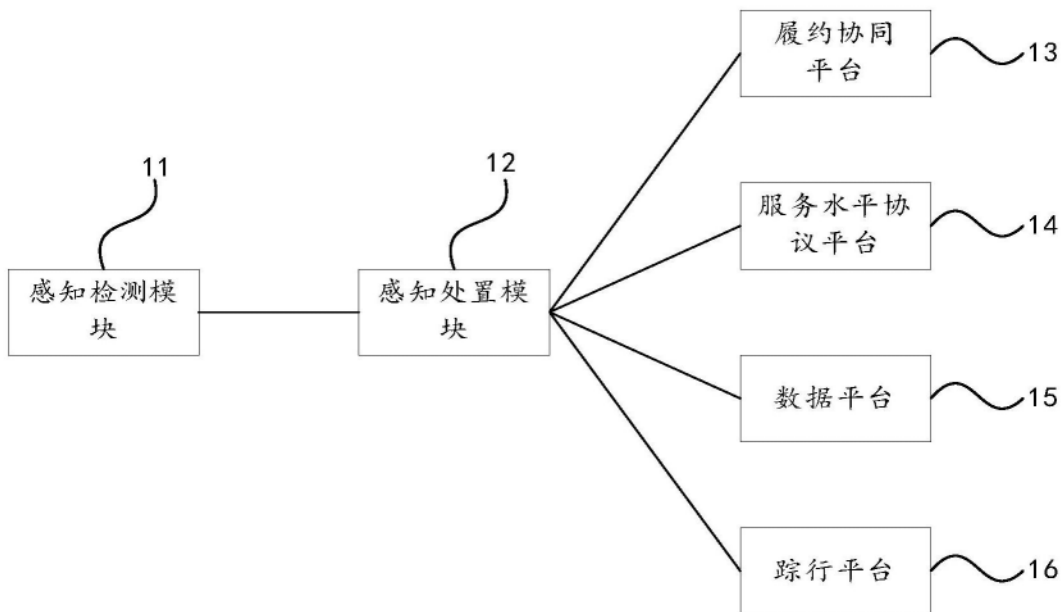 履约协同
平台
13
11
12
服务水平协
议平台
14
感知检测模
块
感知处置模
块
数据平台
15
踪行平台
16